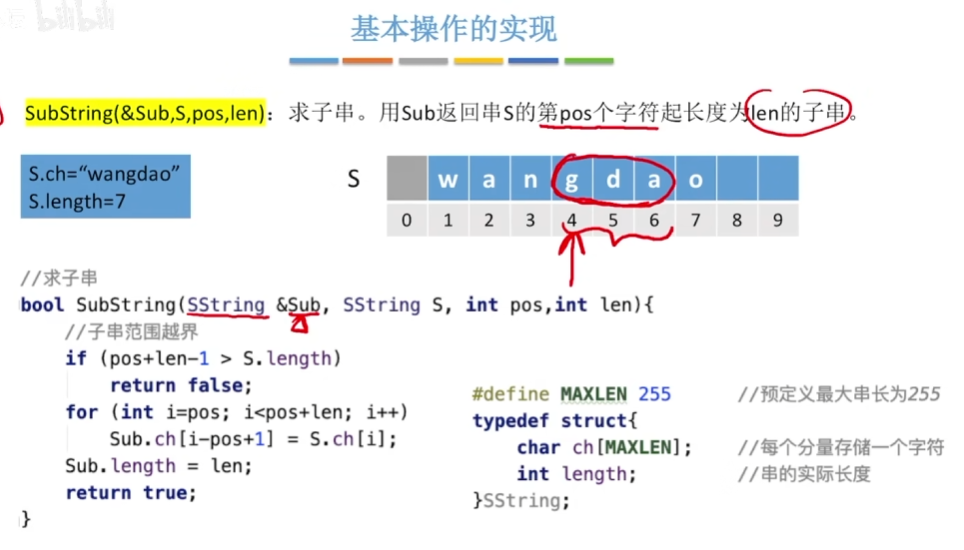 bilibili
基本操作的实现
SubString(&Sub,S,pos,len)：求子串。用Sub返回串S的第pos个字符起长度为len的子串。
S.ch=“wangdao”
S.length=7
S
w a n g d a o
0 1 2 3 4 5 6 7 8 9
//求子串
bool SubString(SString &Sub, SString S, int pos,int len){
//子串范围越界
if (pos+len-1 > S.length)
return false;
for (int i=pos; i<pos+len; i++)
Sub.ch[i-pos+1] = S.ch[i];
Sub.length = len;
return true;
}
#define MAXLEN 255 //预定义最大串长为255
typedef struct{
char ch[MAXLEN]; //每个分量存储一个字符
int length; //串的实际长度
}SString;